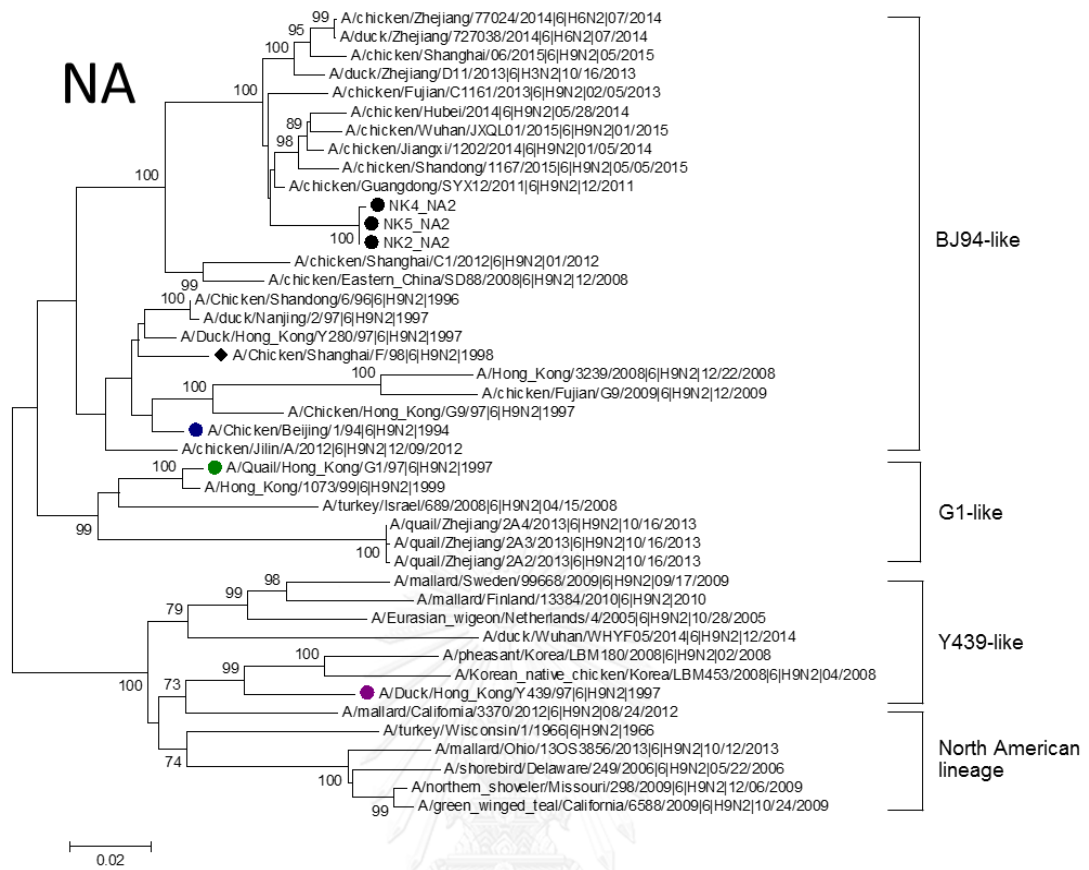 NA
99
A/chicken/Zhejiang/77024/2014|6|H6N2|07/2014
95
A/duck/Zhejiang/727038/2014|6|H6N2|07/2014
100
A/chicken/Shanghai/06/2015|6|H9N2|05/2015
A/duck/Zhejiang/D11/2013|6|H3N2|10/16/2013
100
A/chicken/Fujian/C1161/2013|6|H9N2|02/05/2013
A/chicken/Hubei/2014|6|H9N2|05/28/2014
89
A/chicken/Wuhan/JXQL01/2015|6|H9N2|01/2015
98
A/chicken/Jiangxi/1202/2014|6|H9N2|01/05/2014
A/chicken/Shandong/1167/2015|6|H9N2|05/05/2015
100
A/chicken/Guangdong/SYX12/2011|6|H9N2|12/2011
NK4_NA2
NK5_NA2
100
NK2_NA2
BJ94-like
A/chicken/Shanghai/C1/2012|6|H9N2|01/2012
99
A/chicken/Eastern_China/SD88/2008|6|H9N2|12/2008
100
A/Chicken/Shandong/6/96|6|H9N2|1996
A/duck/Nanjing/2/97|6|H9N2|1997
A/Duck/Hong_Kong/Y280/97|6|H9N2|1997
A/Chicken/Shanghai/F/98|6|H9N2|1998
100
A/Hong_Kong/3239/2008|6|H9N2|12/22/2008
100
A/chicken/Fujian/G9/2009|6|H9N2|12/2009
A/Chicken/Hong_Kong/G9/97|6|H9N2|1997
A/Chicken/Beijing/1/94|6|H9N2|1994
A/chicken/Jilin/A/2012|6|H9N2|12/09/2012
100
A/Quail/Hong_Kong/G1/97|6|H9N2|1997
A/Hong_Kong/1073/99|6|H9N2|1999
A/turkey/Israel/689/2008|6|H9N2|04/15/2008
G1-like
99
A/quail/Zhejiang/2A4/2013|6|H9N2|10/16/2013
A/quail/Zhejiang/2A3/2013|6|H9N2|10/16/2013
100
A/quail/Zhejiang/2A2/2013|6|H9N2|10/16/2013
98
A/mallard/Sweden/99668/2009|6|H9N2|09/17/2009
99
A/mallard/Finland/13384/2010|6|H9N2|2010
79
A/Eurasian_wigeon/Netherlands/4/2005|6|H9N2|10/28/2005
A/duck/Wuhan/WHYF05/2014|6|H9N2|12/2014
Y439-like
100
A/pheasant/Korea/LBM180/2008|6|H9N2|02/2008
99
A/Korean_native_chicken/Korea/LBM453/2008|6|H9N2|04/2008
100
73
A/Duck/Hong_Kong/Y439/97|6|H9N2|1997
A/mallard/California/3370/2012|6|H9N2|08/24/2012
A/turkey/Wisconsin/1/1966|6|H9N2|1966
74
A/mallard/Ohio/13OS3856/2013|6|H9N2|10/12/2013
North American
lineage
100
A/shorebird/Delaware/249/2006|6|H9N2|05/22/2006
A/northern_shoveler/Missouri/298/2009|6|H9N2|12/06/2009
99
A/green_winged_teal/California/6588/2009|6|H9N2|10/24/2009
0.02